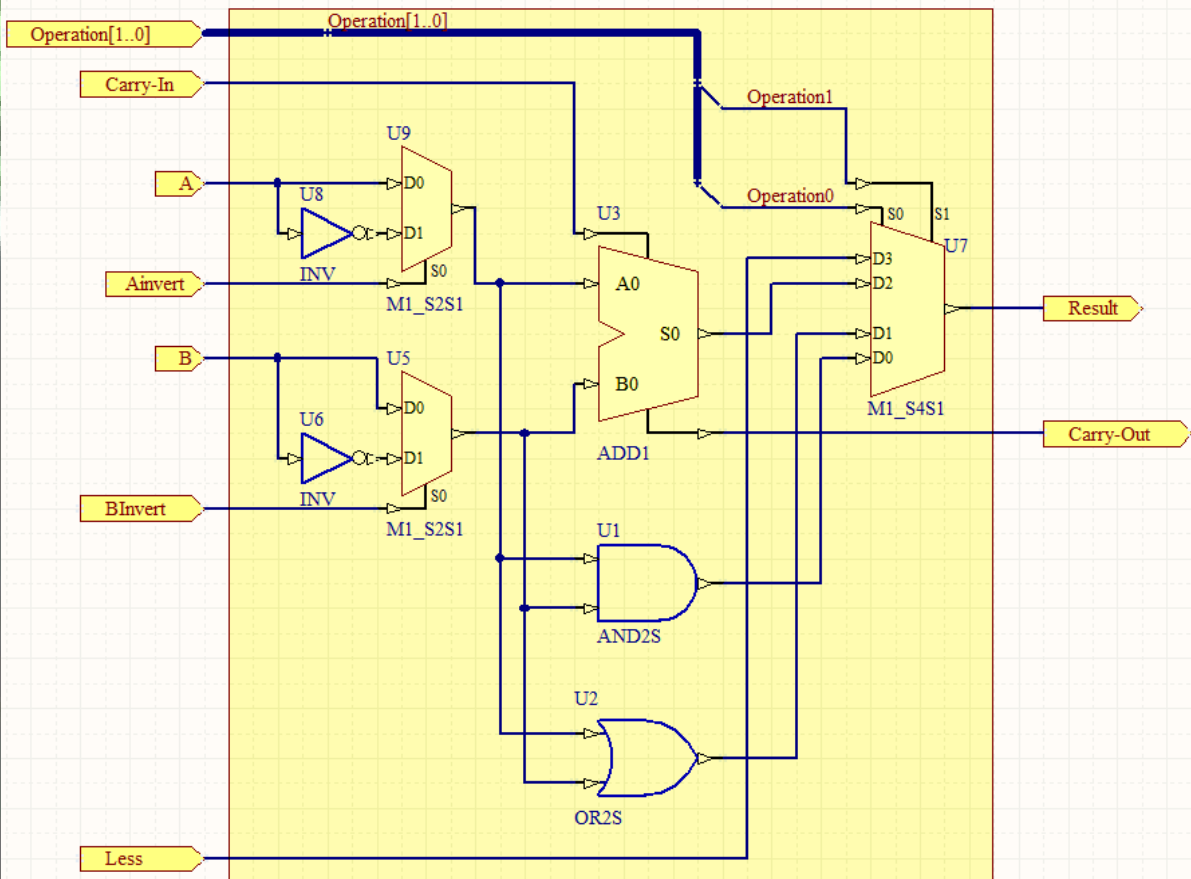 Operation[1..0]
Operation[1..0]
Carry-In
Operation1
U9
A
D0
U8
Operation0
D1
U3
S0
S1
INV
S0
U7
Ainvert
M1_S2S1
A0
D3
D2
Result
B
U5
S0
D1
B0
D0
U6
D0
M1_S4S1
D1
ADD1
Carry-Out
INV
S0
BInvert
M1_S2S1
U1
AND2S
U2
OR2S
Less